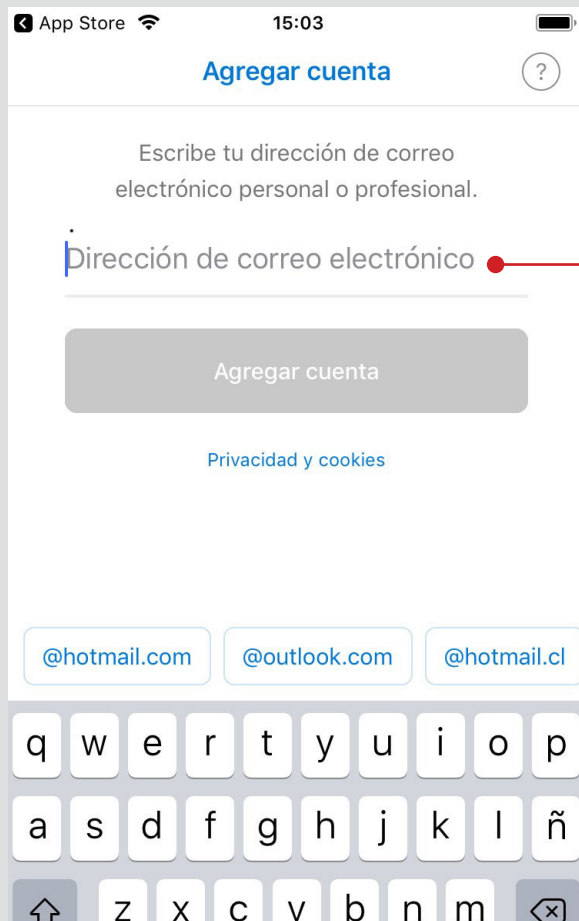 App Store 15:03
Agregar cuenta ?
Escribe tu dirección de correo
electrónico personal o profesional.
.
Dirección de correo electrónico
Agregar cuenta
Privacidad y cookies
@hotmail.com @outlook.com @hotmail.cl
q w e r t y u i o p
a s d f g h j k l ñ
z x c v b n m